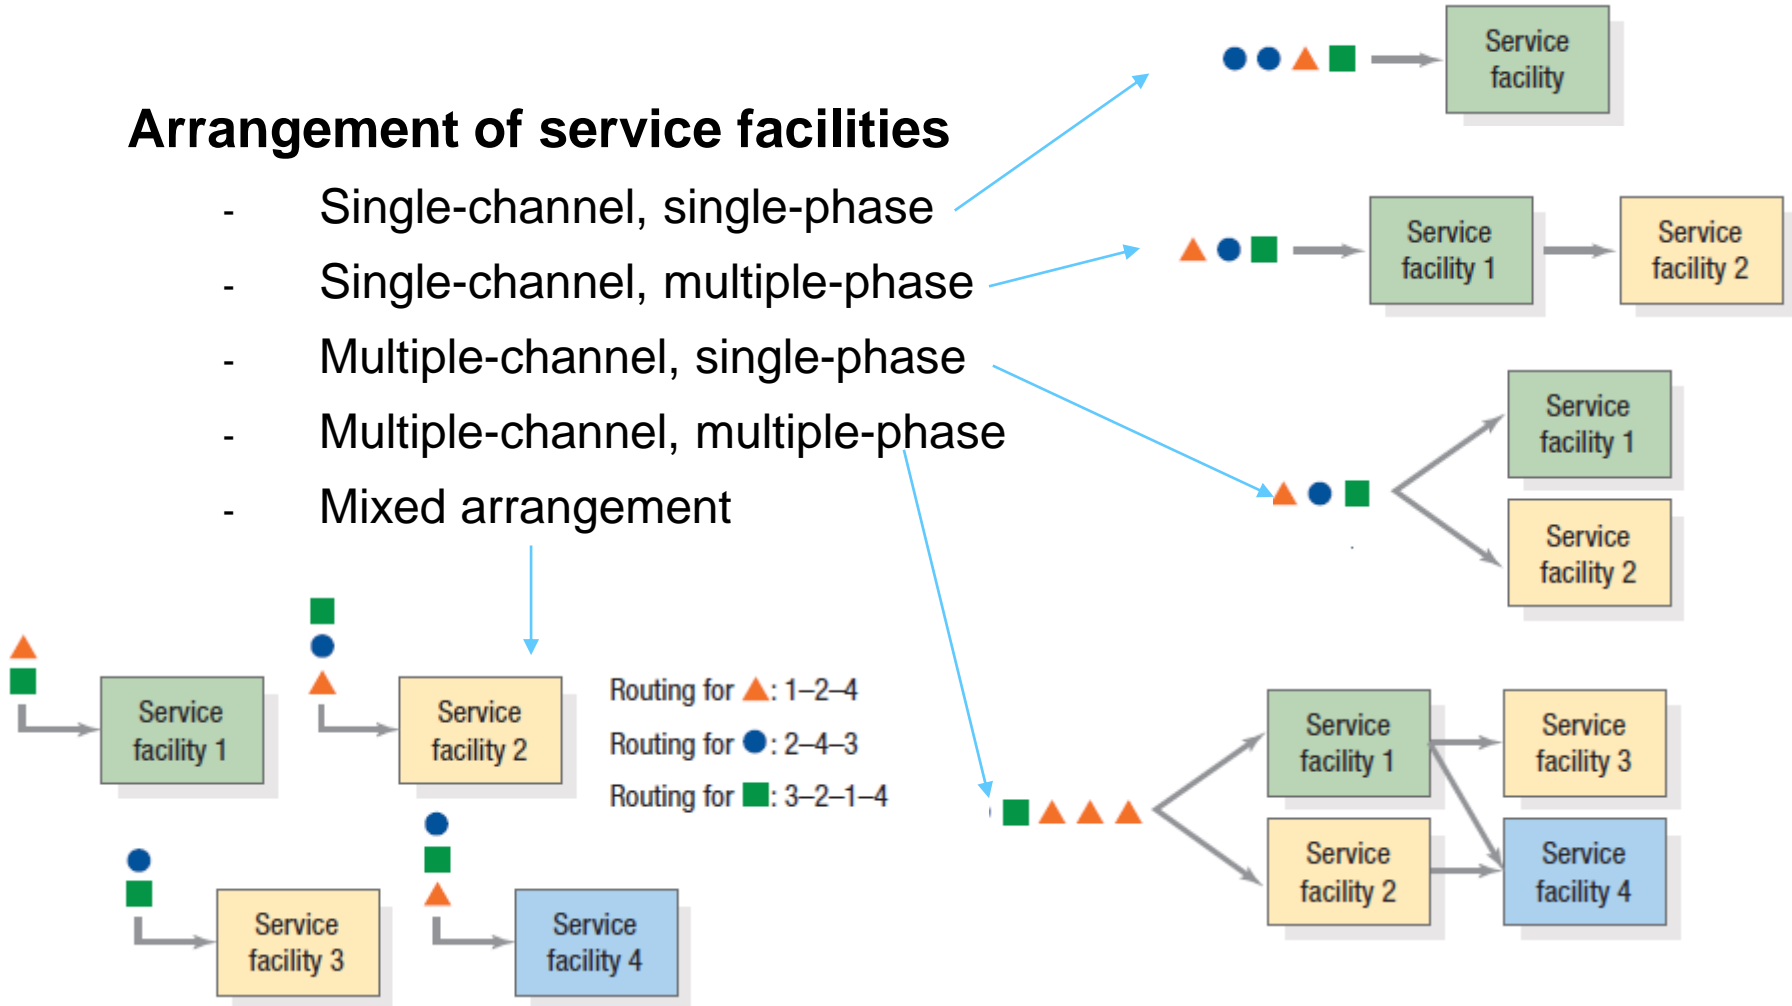 Arrangement of service facilities
- Single-channel, single-phase
- Single-channel, multiple-phase
- Multiple-channel, single-phase
- Multiple-channel, multiple-phase
- Mixed arrangement
Service
facility
Service
facility 1
Service
facility 2
Service
facility 1
Service
facility 2
Service
facility 1
Service
facility 3
Service
facility 2
Service
facility 4
Service
facility 1
Service
facility 2
Routing for : 1–2–4
Routing for : 2–4–3
Routing for : 3–2–1–4
Service
facility 3
Service
facility 4